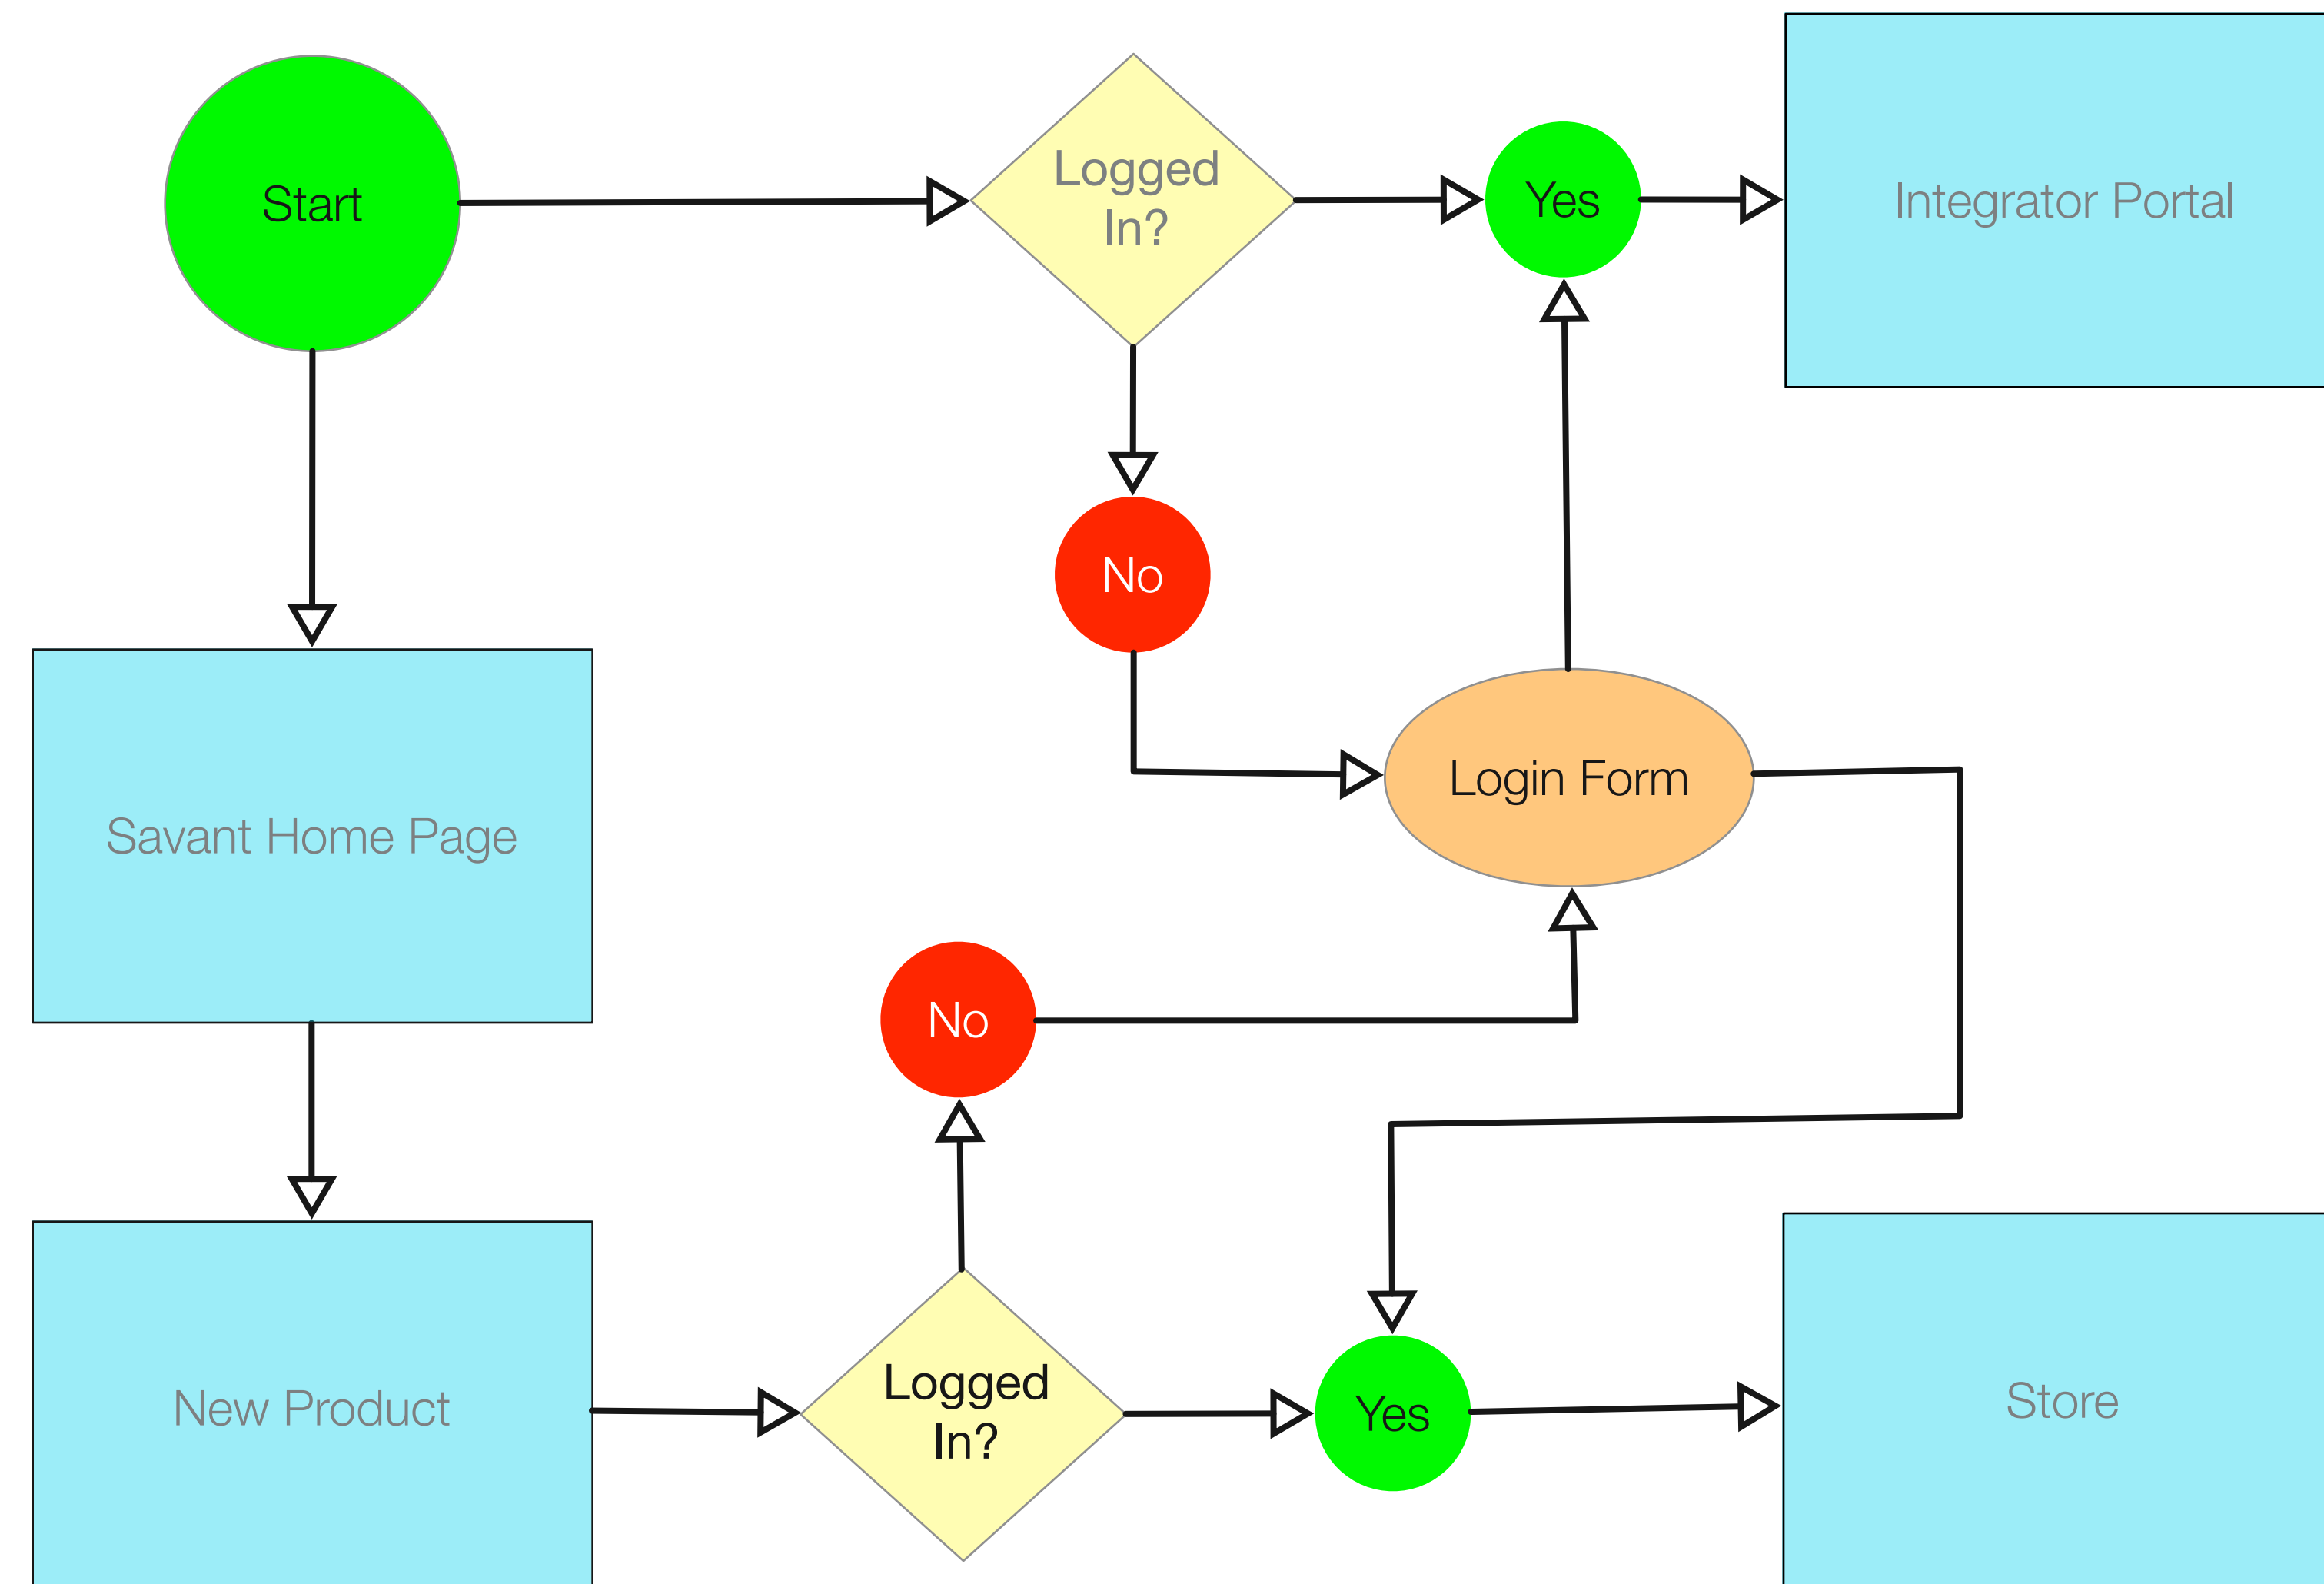 Start
Logged
In?
Yes
Integrator Portal
No
Login Form
Savant Home Page
No
New Product
Logged
In?
Yes
Store